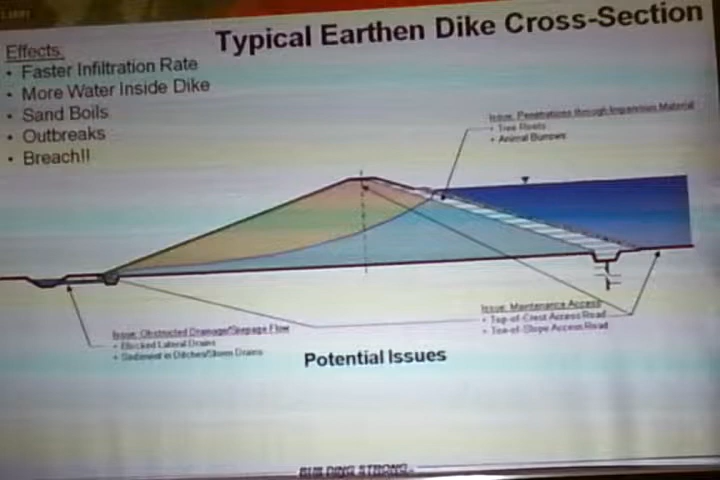 Typical Earthen Dike Cross-Section
Effects:
• Faster Infiltration Rate
• More Water Inside Dike
• Sand Boils
• Outbreaks
• Breach!!
Issue: Penetrations through Impervious Material
• Tree Roots
• Animal Burrows
Issue: Maintenance Access
• Top-of-Crest Access Road
• Toe-of-Slope Access Road
Issue: Obstructed Drainage/Seepage Flow
• Blocked Lateral Drains
• Sediment in Ditches/Storm Drains
Potential Issues
BUILDING STRONG